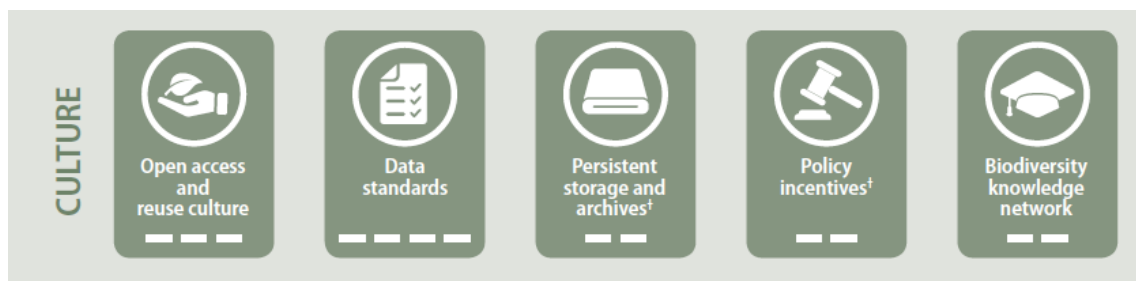 CULTURE
Open access
and
reuse culture
Data
standards
Persistent
storage and
archives†
Policy
incentives†
Biodiversity
knowledge
network